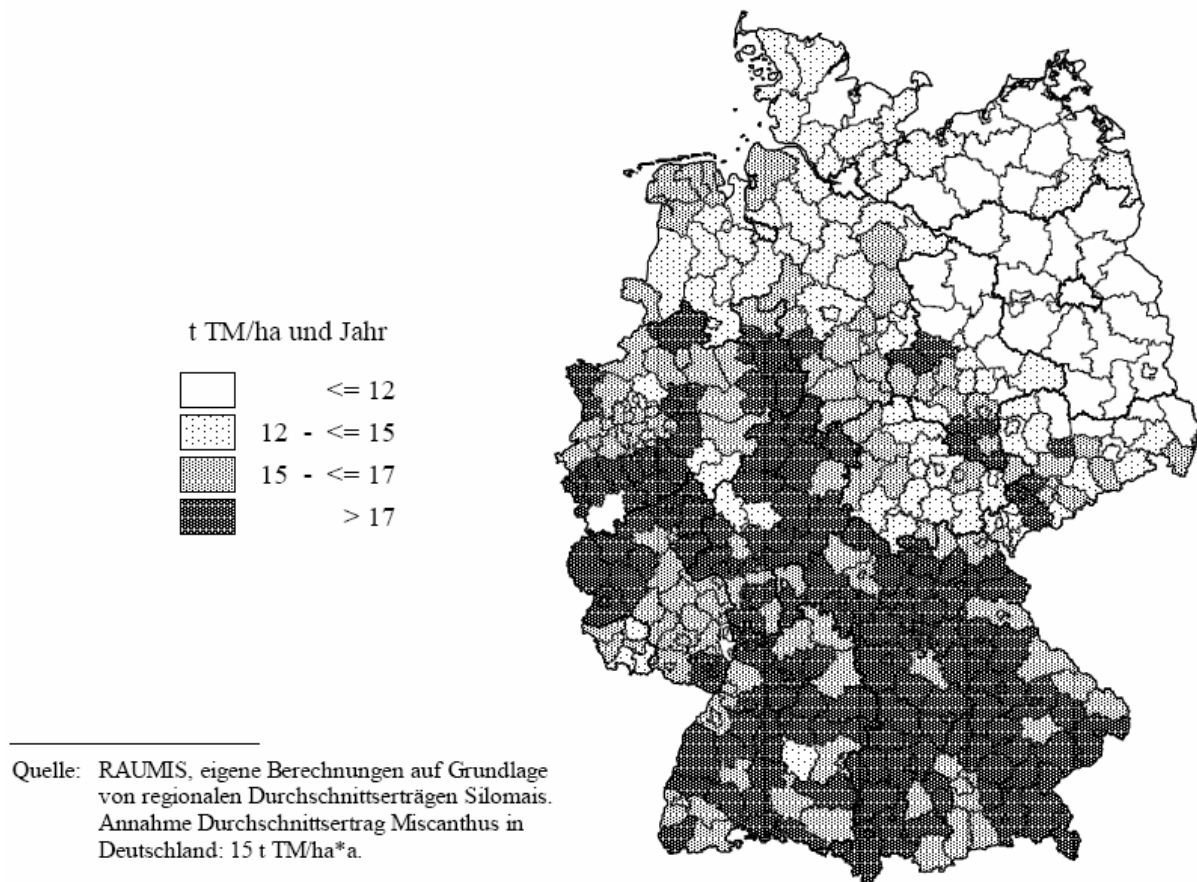 t TM/ha und Jahr
<= 12
12 - <= 15
15 - <= 17
> 17
Quelle: RAUMIS, eigene Berechnungen auf Grundlage
von regionalen Durchschnittserträgen Silomais.
Annahme Durchschnittsertrag Miscanthus in
Deutschland: 15 t TM/ha*a.